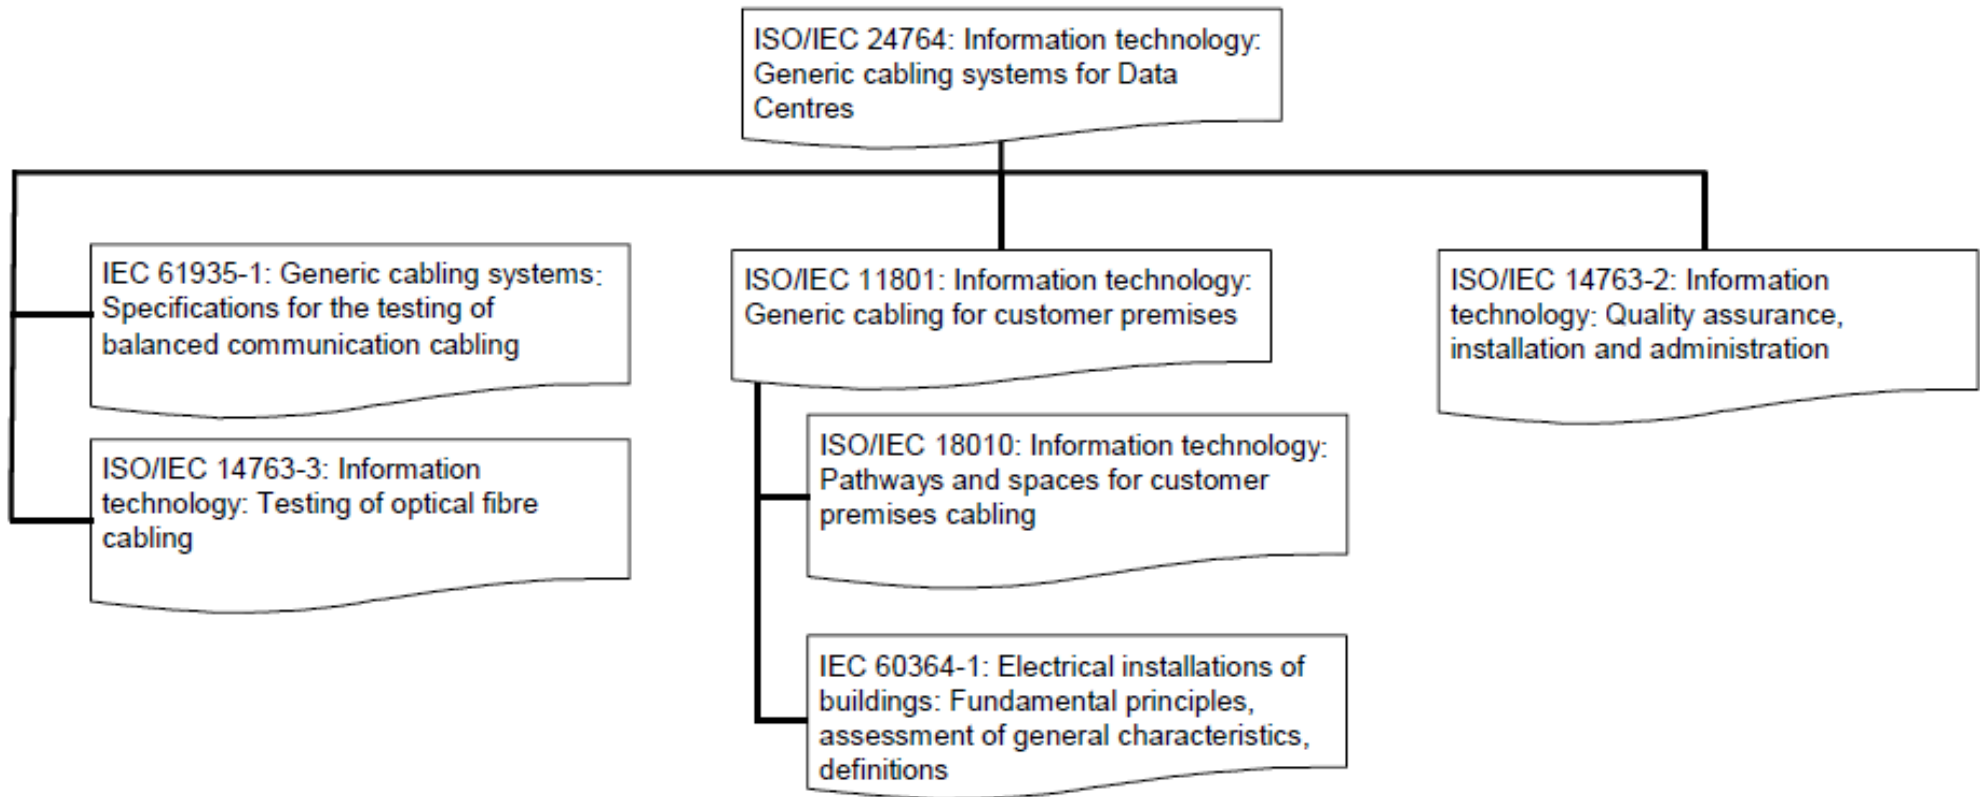 ISO/IEC 24764: Information technology:
Generic cabling systems for Data
Centres
IEC 61935-1: Generic cabling systems:
Specifications for the testing of
balanced communication cabling
ISO/IEC 14763-3: Information
technology: Testing of optical fibre
cabling
ISO/IEC 11801: Information technology:
Generic cabling for customer premises
ISO/IEC 18010: Information technology:
Pathways and spaces for customer
premises cabling
IEC 60364-1: Electrical installations of
buildings: Fundamental principles,
assessment of general characteristics,
definitions
ISO/IEC 14763-2: Information
technology: Quality assurance,
installation and administration